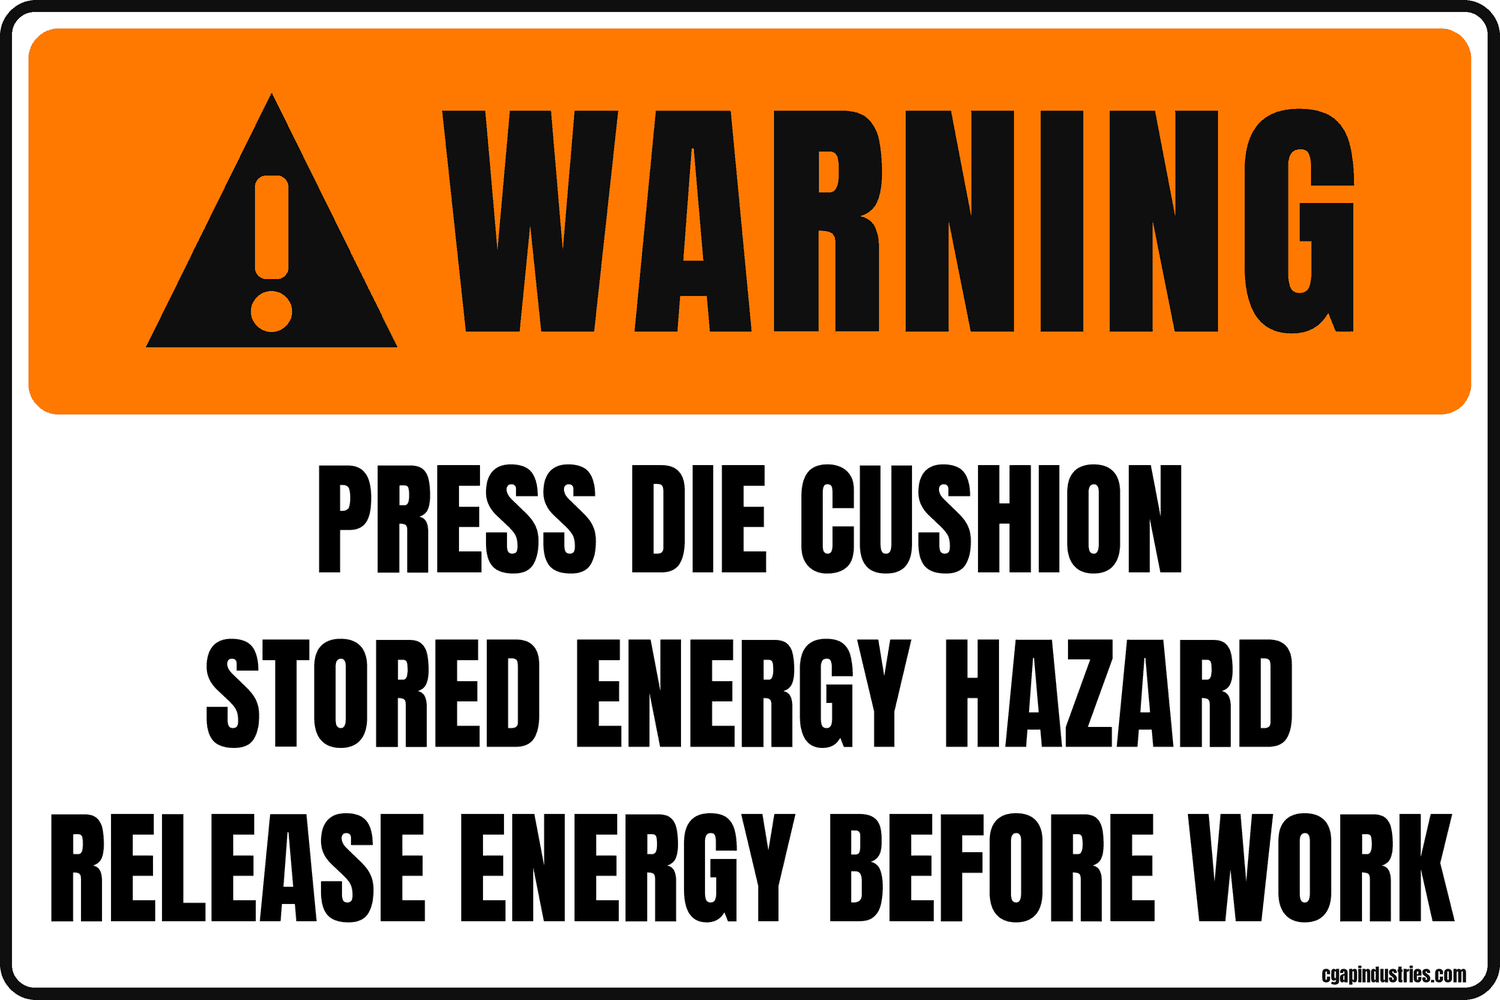 WARNING
PRESS DIE CUSHION
STORED ENERGY HAZARD
RELEASE ENERGY BEFORE WORK
cgapindustries.com